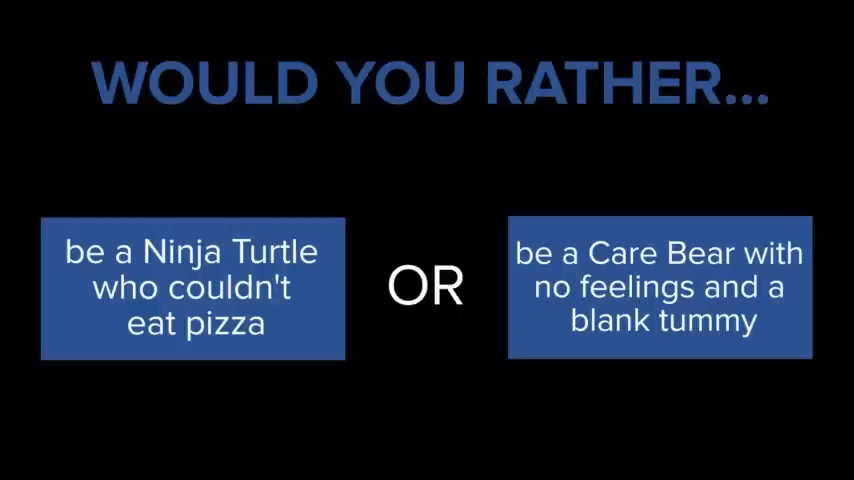 WOULD YOU RATHER...
be a Ninja Turtle
who couldn't
eat pizza
OR
be a Care Bear with
no feelings and a
blank tummy